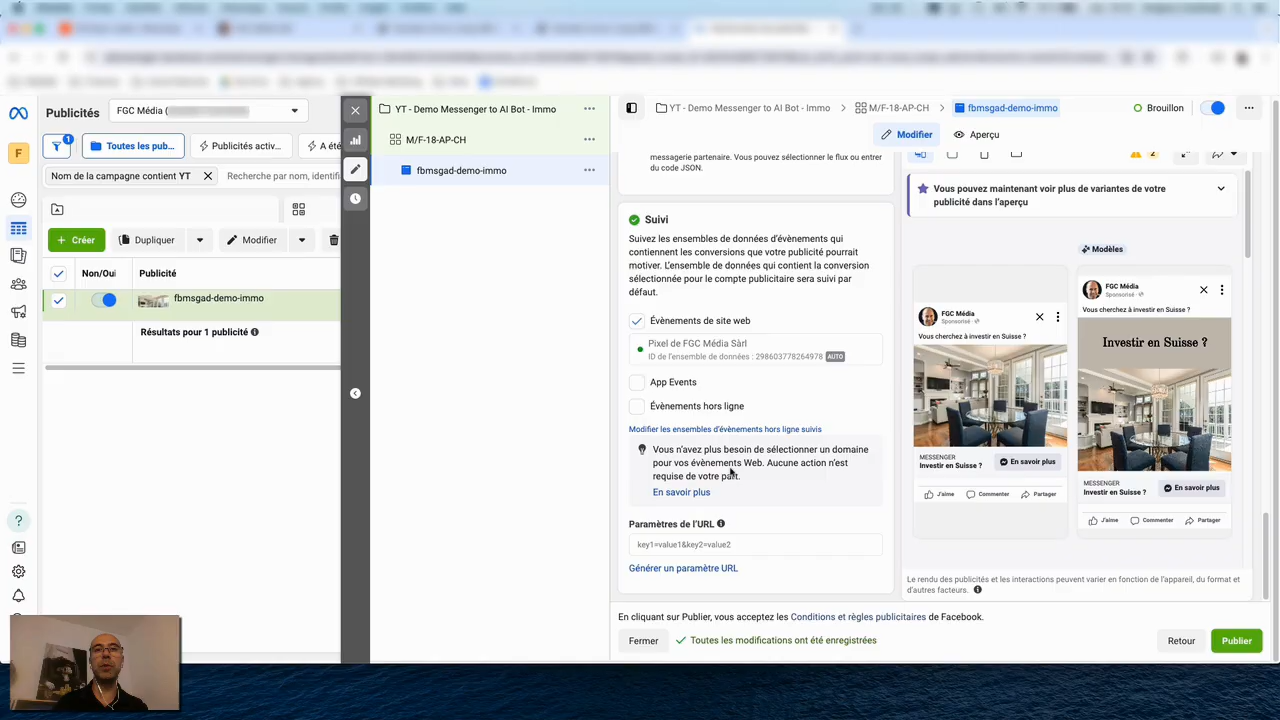 Publicités
FGC Média (
Toutes les pub...
Publicités activ...
A ét
Nom de la campagne contient YT
Recherche par nom, identifi
Créer
Dupliquer
Modifier
Non/Oui
Publicité
fbmsgad-demo-immo
Résultats pour 1 publicité
F
YT - Demo Messenger to AI Bot - Immo
M/F-18-AP-CH
fbmsgad-demo-immo
YT - Demo Messenger to AI Bot - Immo
M/F-18-AP-CH
fbmsgad-demo-immo
Brouillon
Modifier
Aperçu
messagerie partenaire. Vous pouvez sélectionner le flux ou entrer
du code JSON.
Suivi
Suivez les ensembles de données d'évènements qui
contiennent les conversions que votre publicité pourrait
motiver. L'ensemble de données qui contient la conversion
sélectionnée pour le compte publicitaire sera suivi par
défaut.
Évènements de site web
Pixel de FGC Média Sàrl
ID de l'ensemble de données : 298603778264978 AUTO
App Events
Évènements hors ligne
Modifier les ensembles d'évènements hors ligne suivis
Vous n'avez plus besoin de sélectionner un domaine
pour vos évènements Web. Aucune action n'est
requise de votre part.
En savoir plus
Paramètres de l'URL
key1=value1&key2=value2
Générer un paramètre URL
2
Vous pouvez maintenant voir plus de variantes de votre
publicité dans l'aperçu
Modèles
FGC Média
Sponsorisé
Vous cherchez à investir en Suisse ?
MESSENGER
Investir en Suisse ?
En savoir plus
J'aime
Commenter
Partager
FGC Média
Sponsorisé
Vous cherchez à investir en Suisse ?
Investir en Suisse ?
MESSENGER
Investir en Suisse ?
En savoir plus
J'aime
Commenter
Partager
Le rendu des publicités et les interactions peuvent varier en fonction de l'appareil, du format et
d'autres facteurs.
En cliquant sur Publier, vous acceptez les Conditions et règles publicitaires de Facebook.
Fermer
Toutes les modifications ont été enregistrées
Retour
Publier